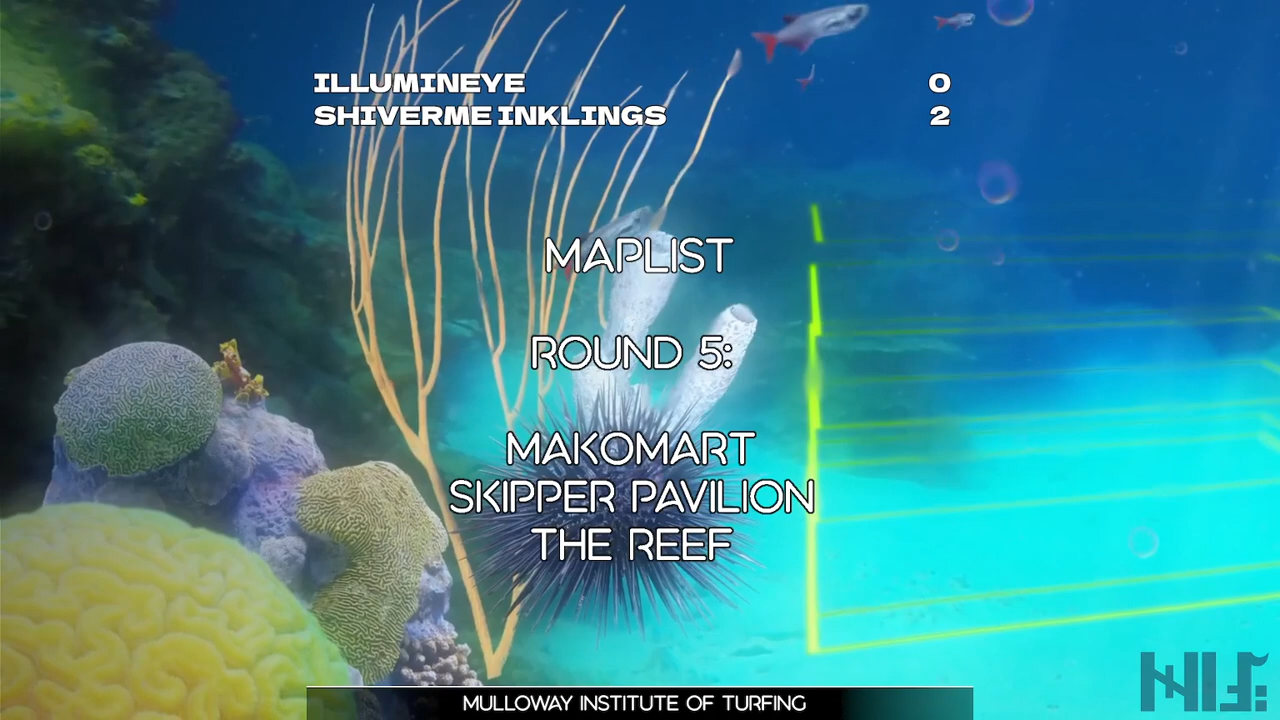 ILLUMINEYE 0
SHIVERME INKLINGS 2
MAPLIST
ROUND 5:
MAKOMART
SKIPPER PAVILION
THE REEF
MULLOWAY INSTITUTE OF TURFING